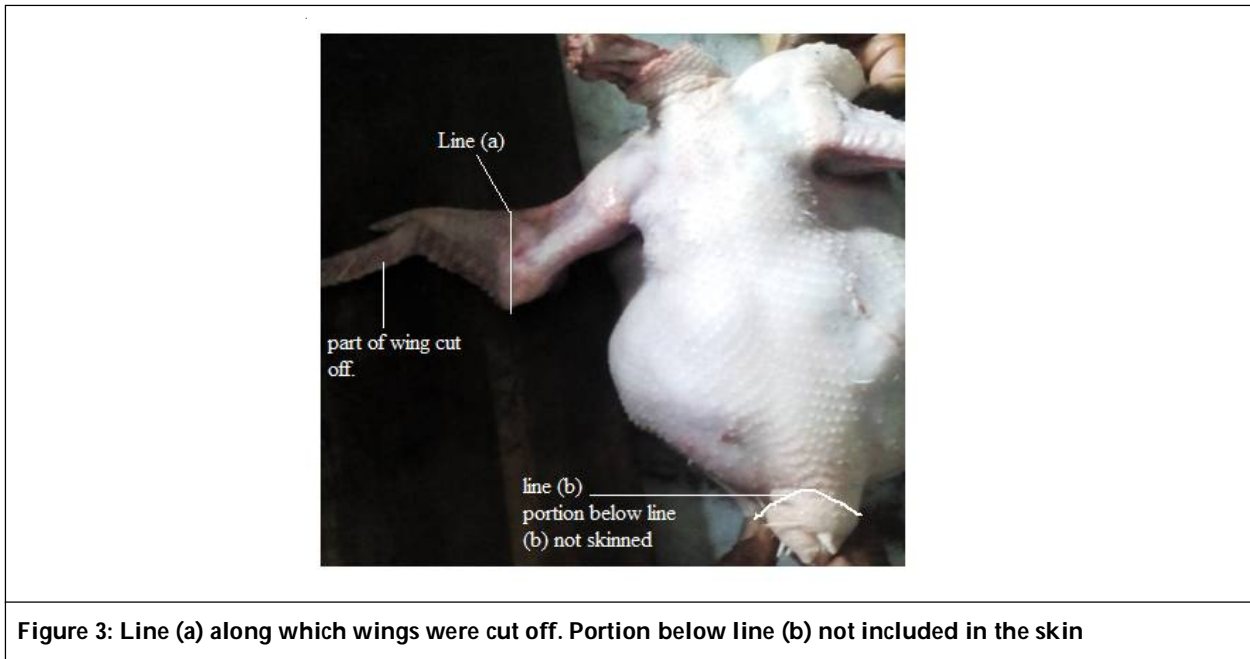 Line (a)
part of wing cut
off.
line (b)
portion below line
(b) not skinned
Figure 3: Line (a) along which wings were cut off. Portion below line (b) not included in the skin